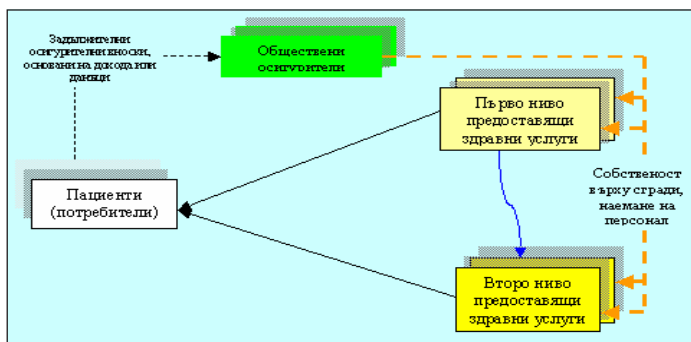 Задължителни
осигурителни вноски,
основани на дохода или
данъци
Обществени
осигурители
Първо ниво
предоставящи
здравни услуги
Пациенти
(потребители)
Собственост
върху сгради,
наемане на
персонал
Второ ниво
предоставящи
здравни услуги